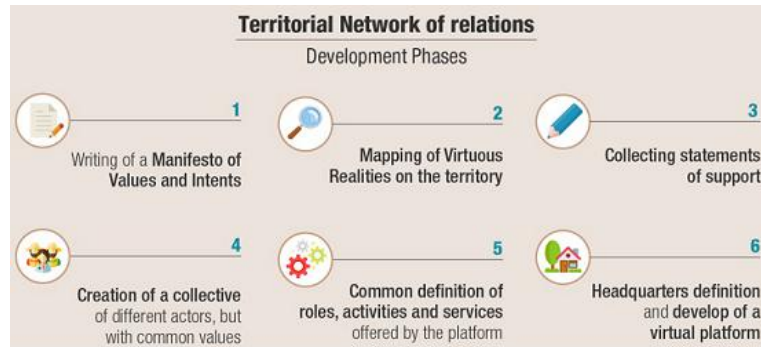 Territorial Network of relations
Development Phases
1
Writing of a Manifesto of
Values and Intents
2
Mapping of Virtuous
Realities on the territory
3
Collecting statements
of support
4
Creation of a collective
of different actors, but
with common values
5
Common definition of
roles, activities and services
offered by the platform
6
Headquarters definition
and develop of a
virtual platform